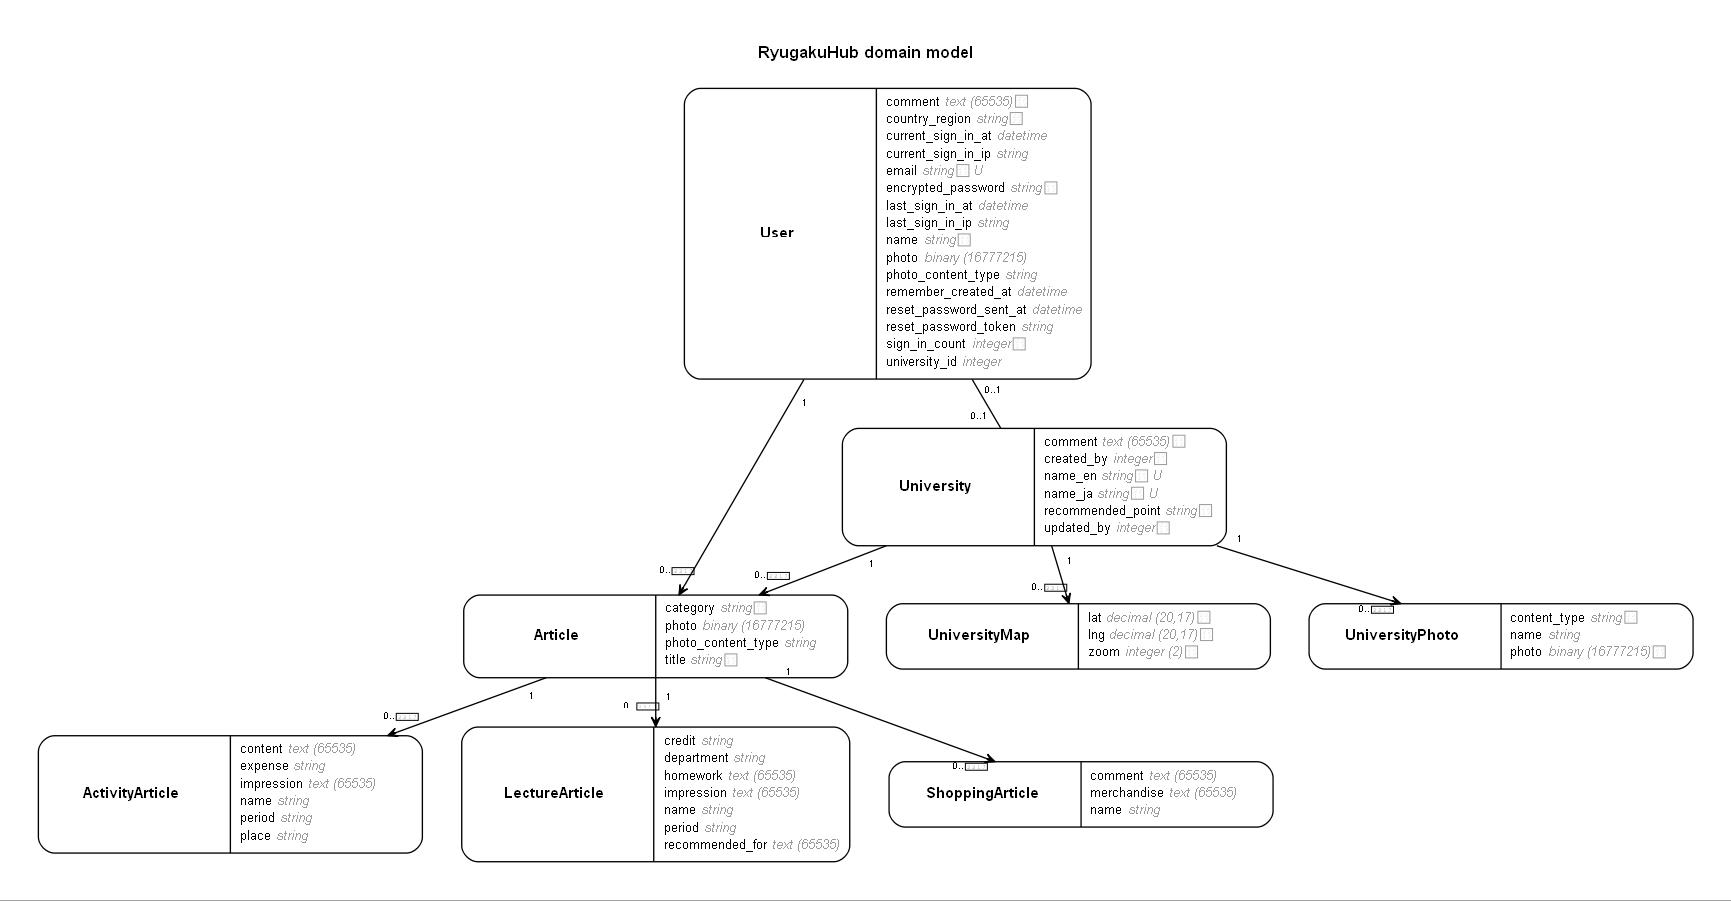 RyugakuHub domain model
User
comment text (65535)
country_region string
current_sign_in_at datetime
current_sign_in_ip string
email string U
encrypted_password string
last_sign_in_at datetime
last_sign_in_ip string
name string
photo binary (16777215)
photo_content_type string
remember_created_at datetime
reset_password_sent_at datetime
reset_password_token string
sign_in_count integer
university_id integer
1
0..1
0..1
University
comment text (65535)
created_by integer
name_en string U
name_ja string U
recommended_point string
updated_by integer
1
1
1
0..
0..
0..
0..
Article
category string
photo binary (16777215)
photo_content_type string
title string
UniversityMap
lat decimal (20,17)
lng decimal (20,17)
zoom integer (2)
UniversityPhoto
content_type string
name string
photo binary (16777215)
1
1
1
0..
0
0..
ActivityArticle
content text (65535)
expense string
impression text (65535)
name string
period string
place string
LectureArticle
credit string
department string
homework text (65535)
impression text (65535)
name string
period string
recommended_for text (65535)
ShoppingArticle
comment text (65535)
merchandise text (65535)
name string